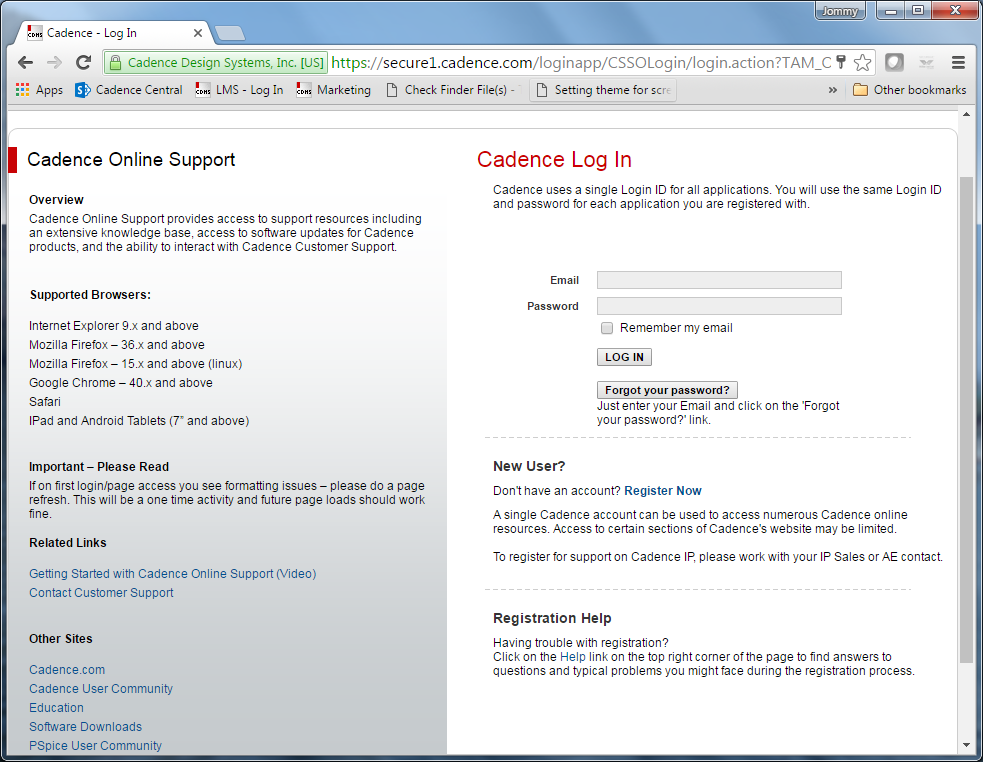 Jommy
Cadence - Log In
Cadence Design Systems, Inc. [US] https://secure1.cadence.com/loginapp/CSSOLogin/login.action?TAM_C
Apps Cadence Central LMS - Log In Marketing Check Finder File(s) - Setting theme for scre » Other bookmarks
Cadence Online Support
Overview
Cadence Online Support provides access to support resources including
an extensive knowledge base, access to software updates for Cadence
products, and the ability to interact with Cadence Customer Support.
Supported Browsers:
Internet Explorer 9.x and above
Mozilla Firefox – 36.x and above
Mozilla Firefox – 15.x and above (linux)
Google Chrome – 40.x and above
Safari
IPad and Android Tablets (7" and above)
Important – Please Read
If on first login/page access you see formatting issues – please do a page
refresh. This will be a one time activity and future page loads should work
fine.
Related Links
Getting Started with Cadence Online Support (Video)
Contact Customer Support
Other Sites
Cadence.com
Cadence User Community
Education
Software Downloads
PSpice User Community
Cadence Log In
Cadence uses a single Login ID for all applications. You will use the same Login ID
and password for each application you are registered with.
Email
Password
Remember my email
LOG IN
Forgot your password?
Just enter your Email and click on the 'Forgot
your password?' link.
New User?
Don't have an account? Register Now
A single Cadence account can be used to access numerous Cadence online
resources. Access to certain sections of Cadence's website may be limited.
To register for support on Cadence IP, please work with your IP Sales or AE contact.
Registration Help
Having trouble with registration?
Click on the Help link on the top right corner of the page to find answers to
questions and typical problems you might face during the registration process.